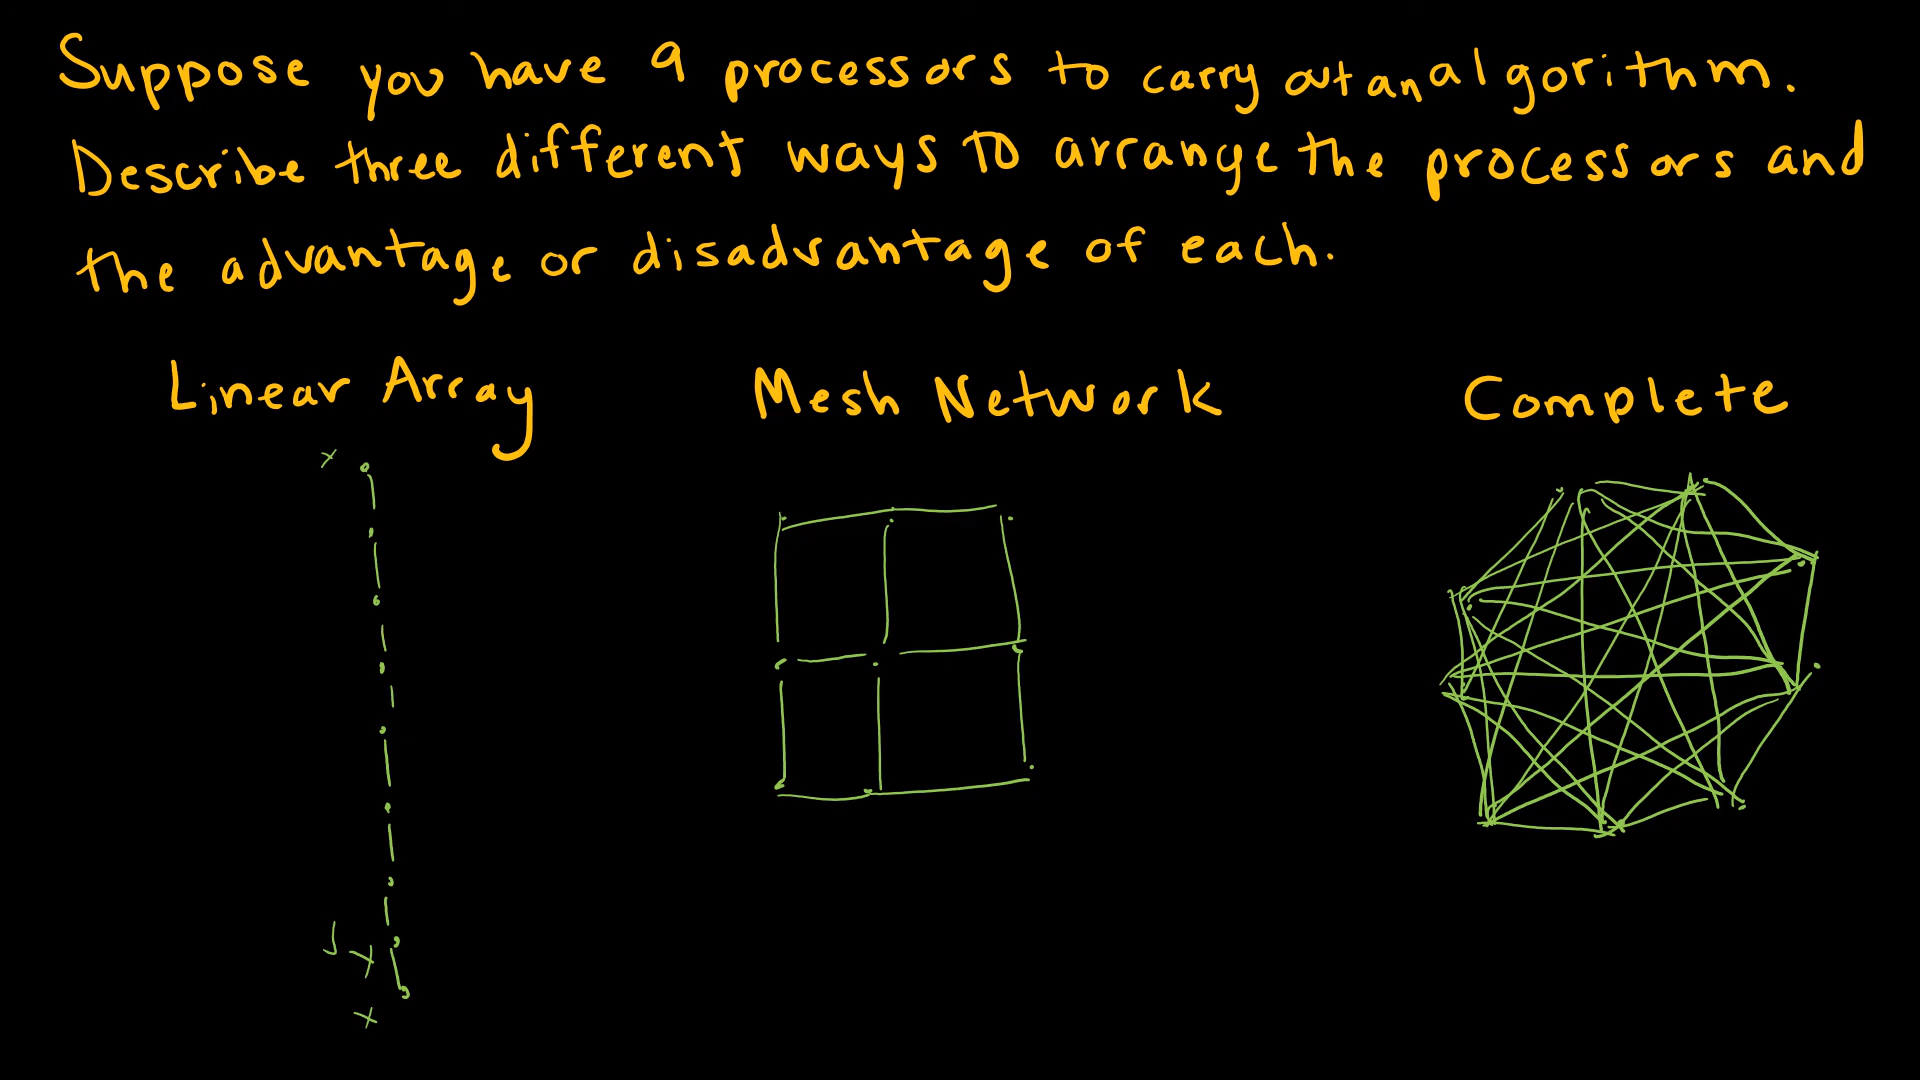 Suppose you have 9 processors to carry out an algorithm.
Describe three different ways to arrange the processors and
the advantage or disadvantage of each.
Linear Array
Mesh Network
Complete